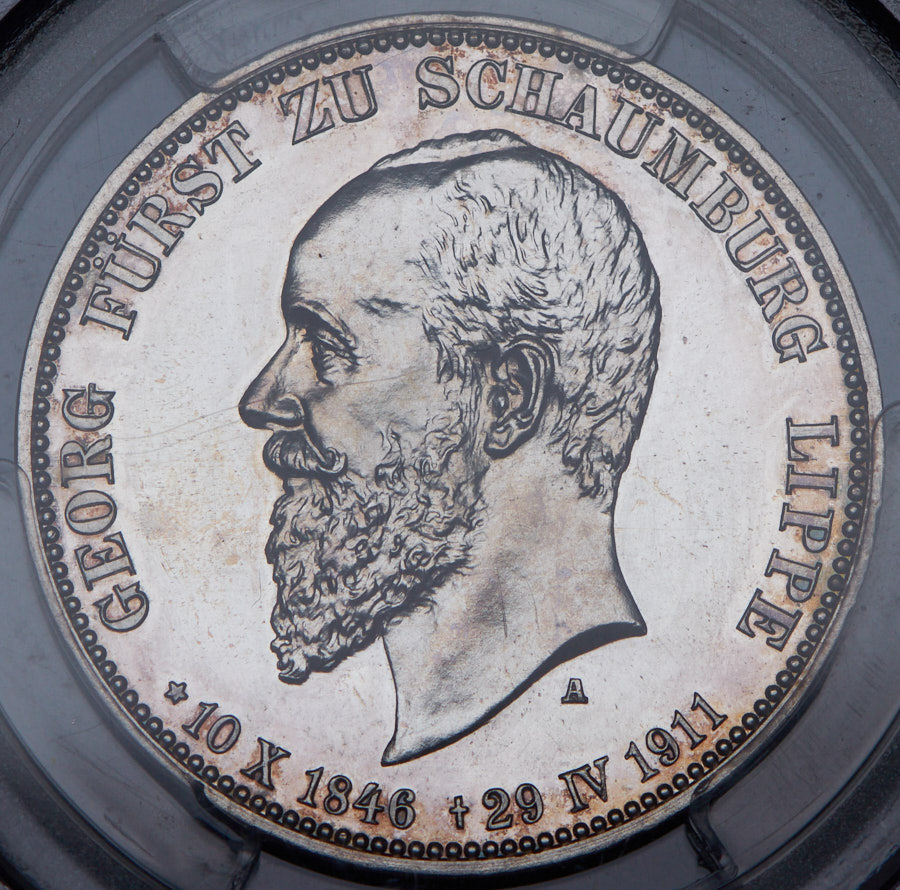 GEORG FÜRST ZU SCHAUMBURG LIPPE
* 10 X 1846 † 29 IV 1911
A